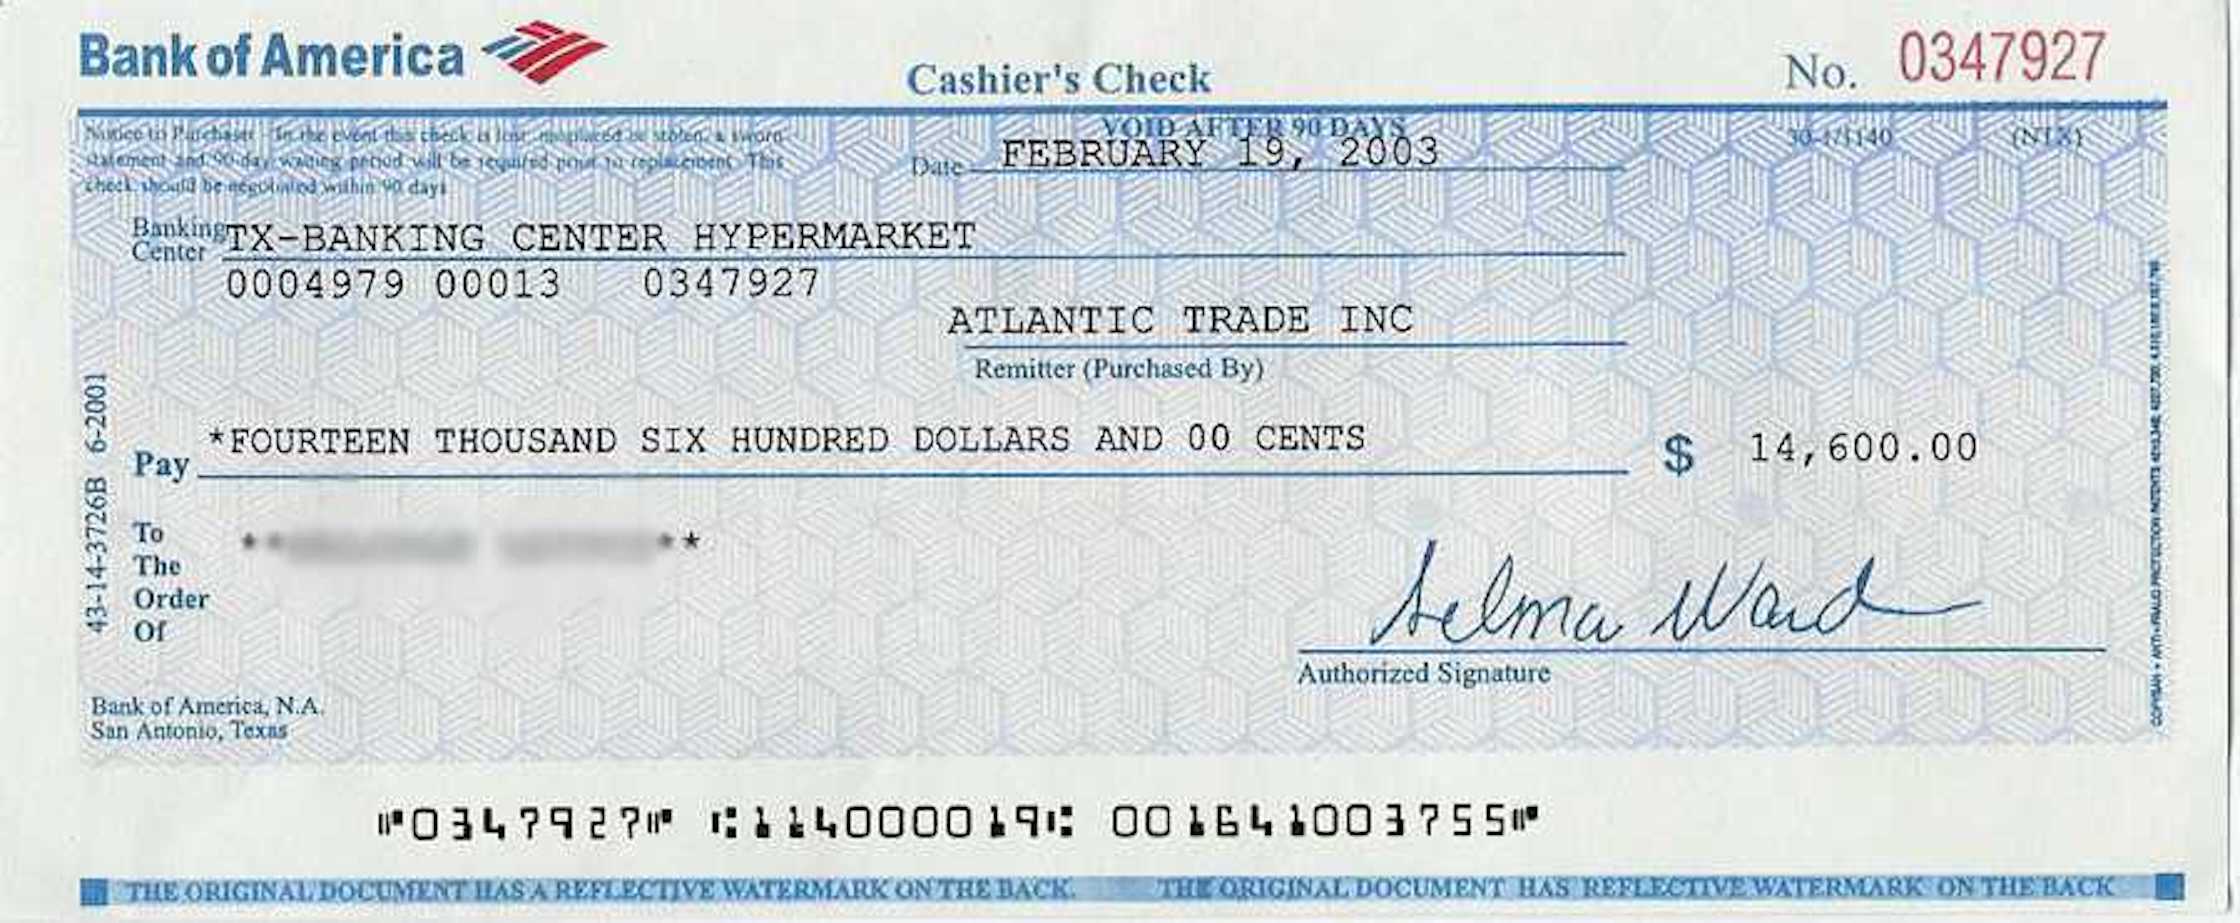 Bank of America
Cashier's Check
No. 0347927
Notice to Purchaser - In the event this check is lost, misplaced or stolen, a sworn
statement and 90-day waiting period will be required prior to replacement. This
check should be negotiated within 90 days.
VOID AFTER 90 DAYS
Date FEBRUARY 19, 2003
30-1/1140 (NTX)
Banking Center TX-BANKING CENTER HYPERMARKET
0004979 00013 0347927
ATLANTIC TRADE INC
Remitter (Purchased By)
Pay *FOURTEEN THOUSAND SIX HUNDRED DOLLARS AND 00 CENTS $ 14,600.00
To
The
Order
Of
** **
Selma Ward
Authorized Signature
Bank of America, N.A.
San Antonio, Texas
43-14-3726B 6-2001
⑈0347927⑈ ⑆114000019⑆ 001641003755⑈
THE ORIGINAL DOCUMENT HAS A REFLECTIVE WATERMARK ON THE BACK. THE ORIGINAL DOCUMENT HAS REFLECTIVE WATERMARK ON THE BACK